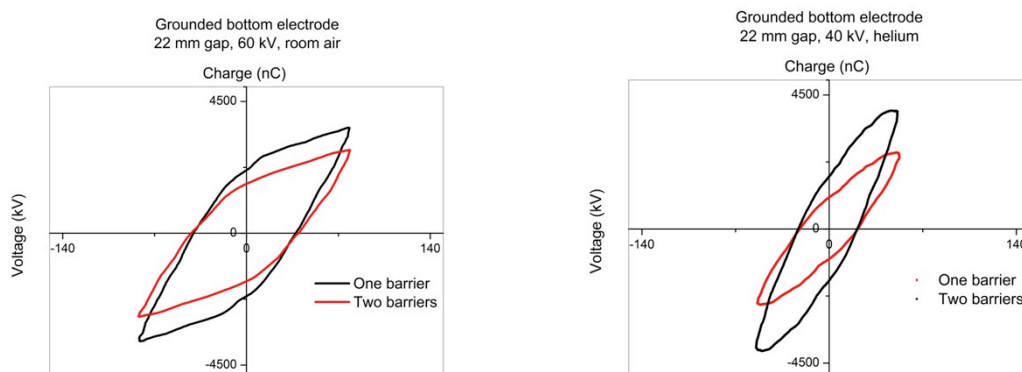 Grounded bottom electrode
22 mm gap, 60 kV, room air
Charge (nC)
4500
Voltage (kV)
-140
0
0
140
One barrier
Two barriers
-4500
Grounded bottom electrode
22 mm gap, 40 kV, helium
Charge (nC)
4500
Voltage (kV)
-140
0
0
140
One barrier
Two barriers
-4500